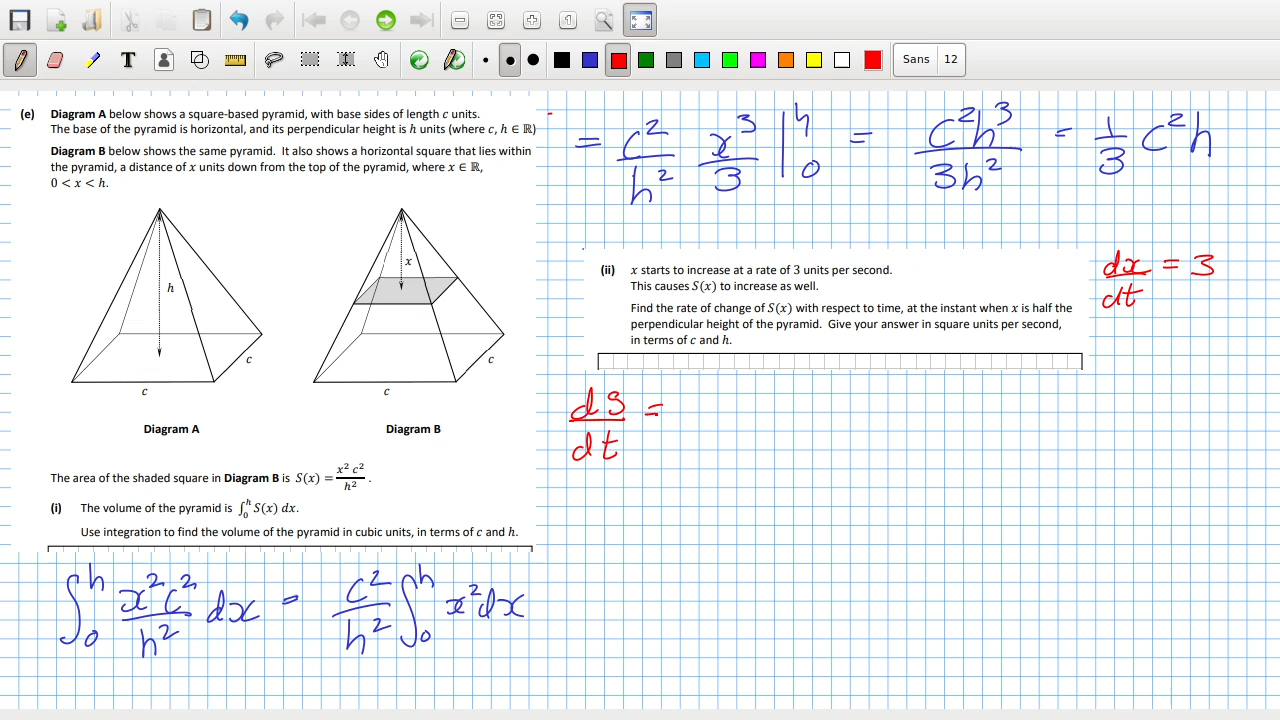 Sans 12
(e) Diagram A below shows a square-based pyramid, with base sides of length c units.
The base of the pyramid is horizontal, and its perpendicular height is h units (where c, h ∈ ℝ)
Diagram B below shows the same pyramid. It also shows a horizontal square that lies within
the pyramid, a distance of x units down from the top of the pyramid, where x ∈ ℝ,
0 < x < h.
h
c
c
x
c
c
Diagram A
Diagram B
The area of the shaded square in Diagram B is S(x) = x² c² / h² .
(i) The volume of the pyramid is ∫₀ʰ S(x) dx.
Use integration to find the volume of the pyramid in cubic units, in terms of c and h.
∫₀ʰ x²c²/h² dx = c²/h² ∫₀ʰ x² dx
= c²/h² x³/3 |₀ʰ = c²h³/3h² = 1/3 c²h
(ii) x starts to increase at a rate of 3 units per second.
This causes S(x) to increase as well.
Find the rate of change of S(x) with respect to time, at the instant when x is half the
perpendicular height of the pyramid. Give your answer in square units per second,
in terms of c and h.
dx/dt = 3
dS/dt =